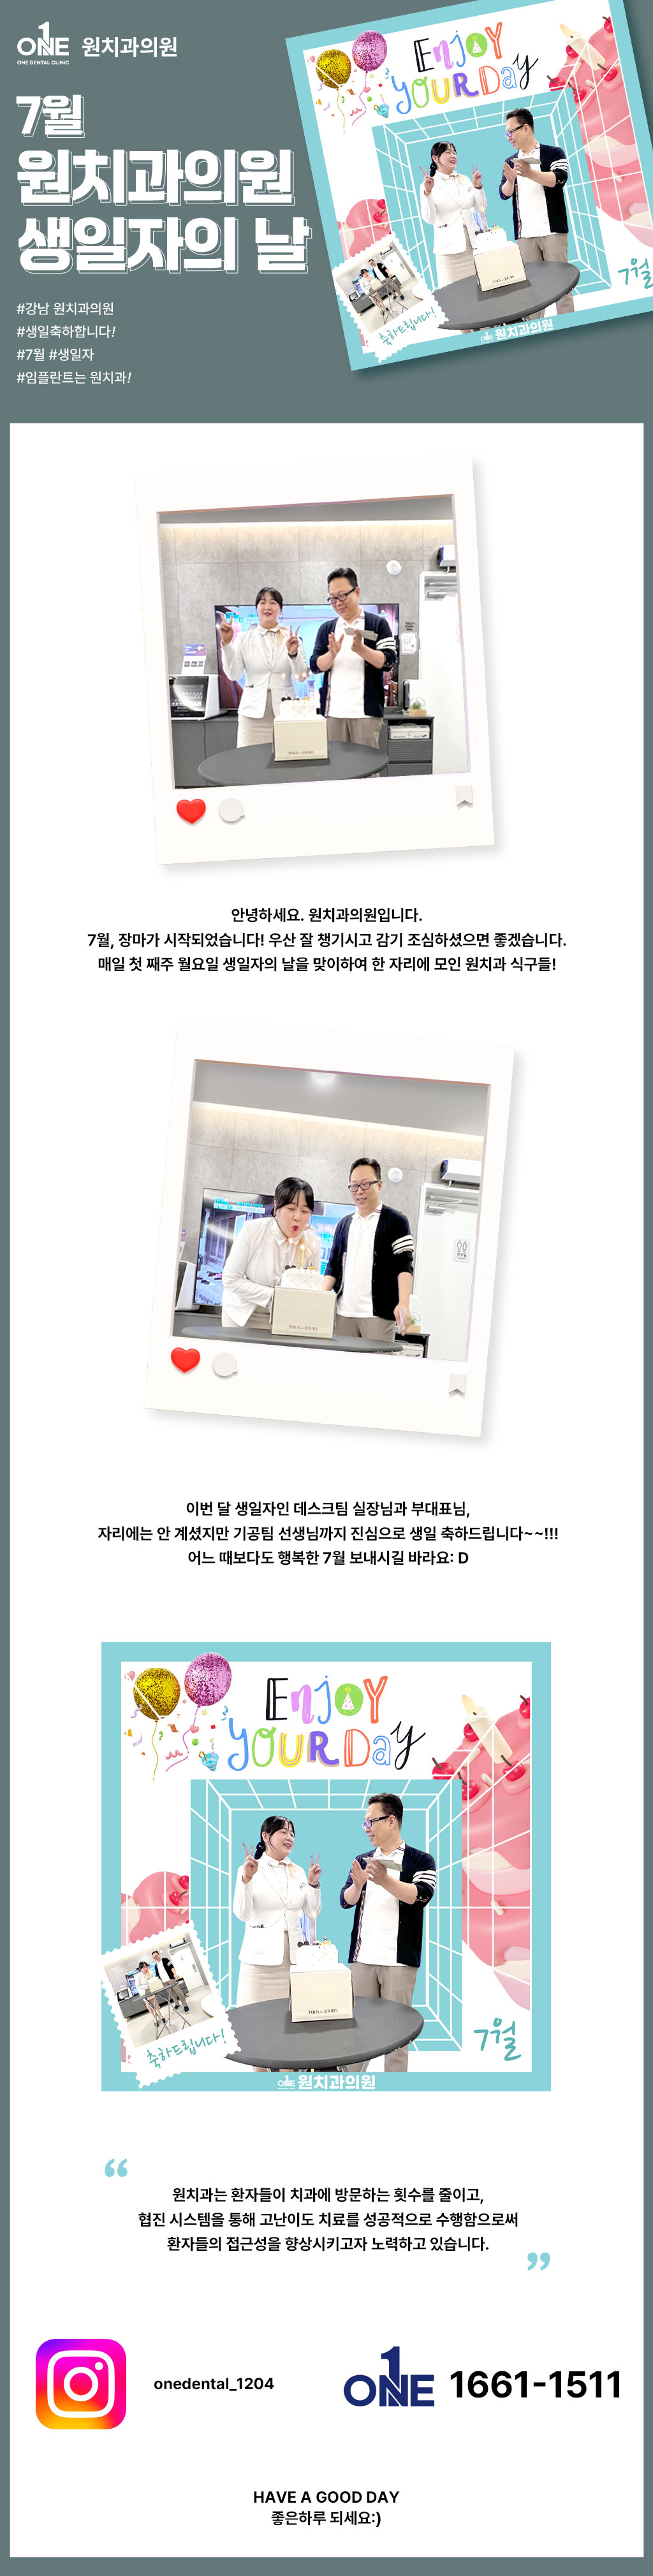 ONE
ONE DENTAL CLINIC
원치과의원
7월
원치과의원
생일자의 날
#강남 원치과의원
#생일축하합니다!
#7월 #생일자
#임플란트는 원치과!
ENJOY
YOUR Day
TOUS les JOURS
축하드립니다!
7월
ONE 원치과의원
TOUS les JOURS
안녕하세요. 원치과의원입니다.
7월, 장마가 시작되었습니다! 우산 잘 챙기시고 감기 조심하셨으면 좋겠습니다.
매일 첫 째주 월요일 생일자의 날을 맞이하여 한 자리에 모인 원치과 식구들!
TOUS les JOURS
이번 달 생일자인 데스크팀 실장님과 부대표님,
자리에는 안 계셨지만 기공팀 선생님까지 진심으로 생일 축하드립니다~~!!!
어느 때보다도 행복한 7월 보내시길 바라요: D
ENJOY
YOUR Day
TOUS les JOURS
축하드립니다!
7월
ONE 원치과의원
“
원치과는 환자들이 치과에 방문하는 횟수를 줄이고,
협진 시스템을 통해 고난이도 치료를 성공적으로 수행함으로써
환자들의 접근성을 향상시키고자 노력하고 있습니다.
”
onedental_1204
ONE 1661-1511
HAVE A GOOD DAY
좋은하루 되세요:)